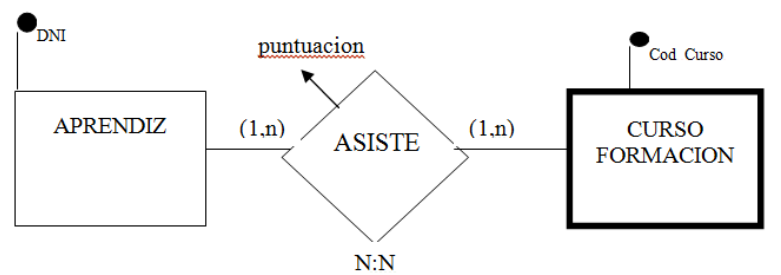 DNI
puntuacion
Cod Curso
APRENDIZ
(1,n)
ASISTE
(1,n)
CURSO
FORMACION
N:N